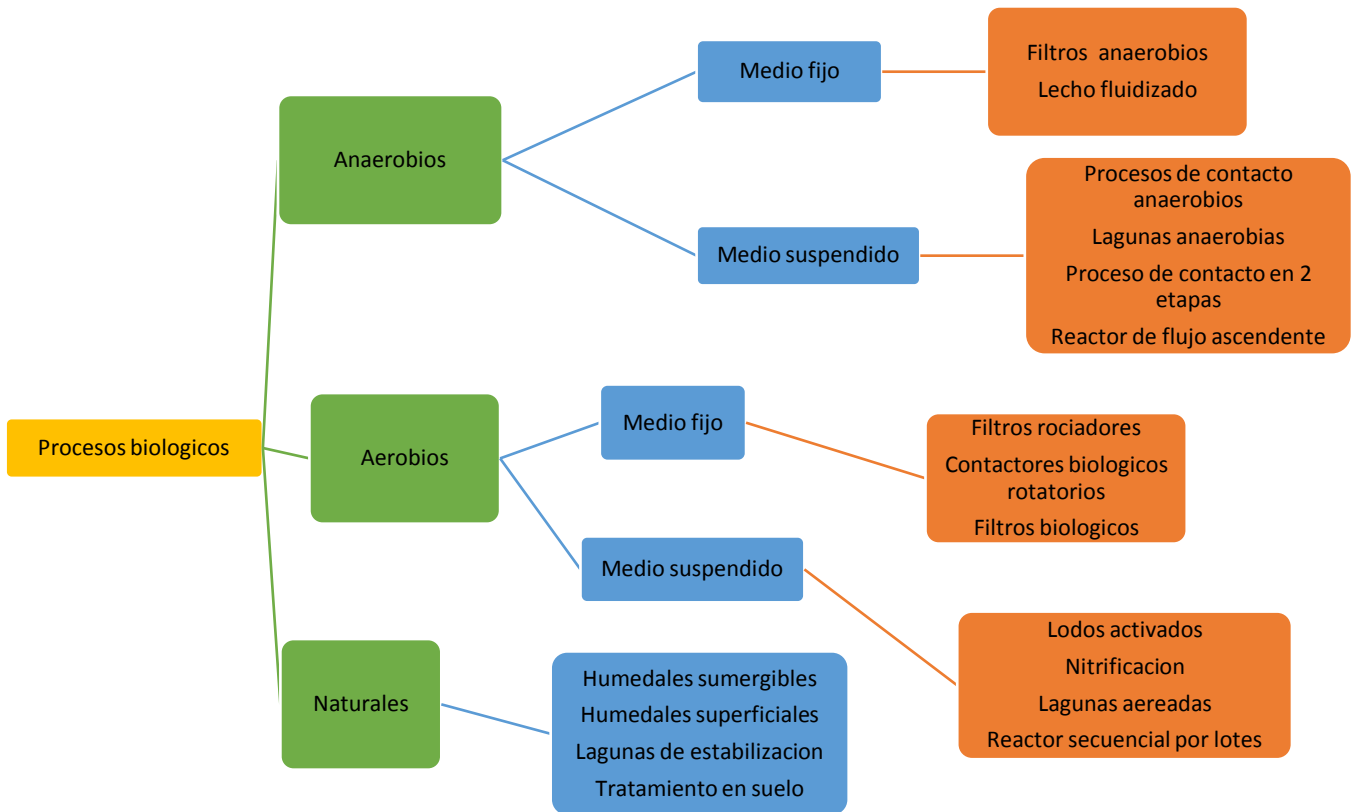 Procesos biologicos
Anaerobios
Medio fijo
Filtros anaerobios
Lecho fluidizado
Medio suspendido
Procesos de contacto
anaerobios
Lagunas anaerobias
Proceso de contacto en 2
etapas
Reactor de flujo ascendente
Aerobios
Medio fijo
Filtros rociadores
Contactores biologicos
rotatorios
Filtros biologicos
Medio suspendido
Lodos activados
Nitrificacion
Lagunas aereadas
Reactor secuencial por lotes
Naturales
Humedales sumergibles
Humedales superficiales
Lagunas de estabilizacion
Tratamiento en suelo